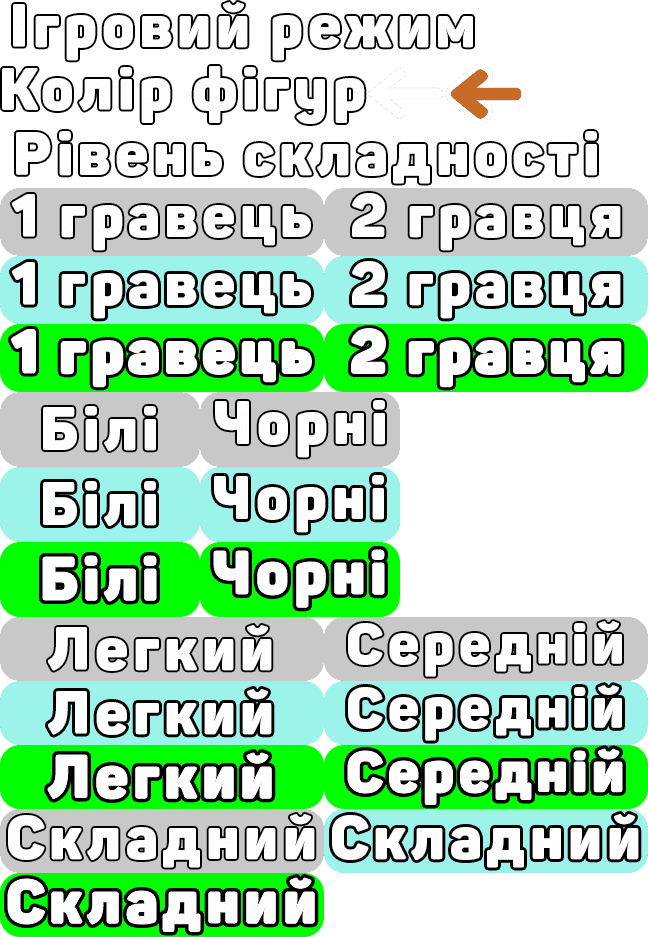 Ігровий режим
Колір фігур
Рівень складності
1 гравець 2 гравця
1 гравець 2 гравця
1 гравець 2 гравця
Білі Чорні
Білі Чорні
Білі Чорні
Легкий Середній
Легкий Середній
Легкий Середній
Складний Складний
Складний